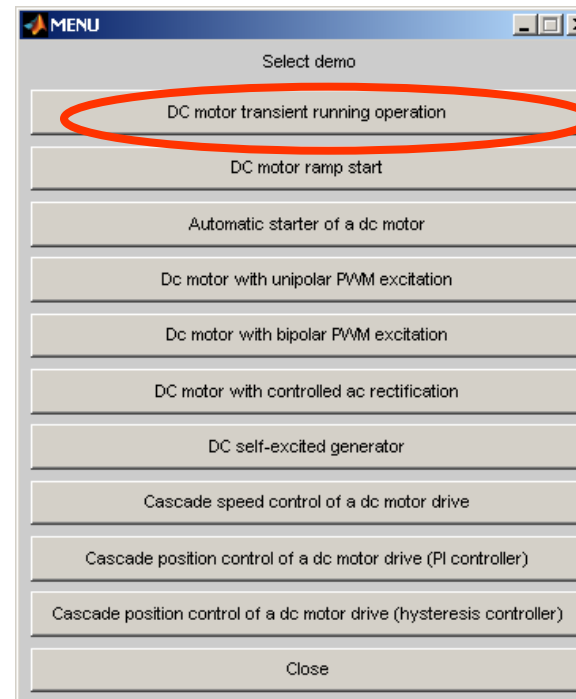 MENU
Select demo
DC motor transient running operation
DC motor ramp start
Automatic starter of a dc motor
Dc motor with unipolar PWM excitation
Dc motor with bipolar PWM excitation
DC motor with controlled ac rectification
DC self-excited generator
Cascade speed control of a dc motor drive
Cascade position control of a dc motor drive (PI controller)
Cascade position control of a dc motor drive (hysteresis controller)
Close